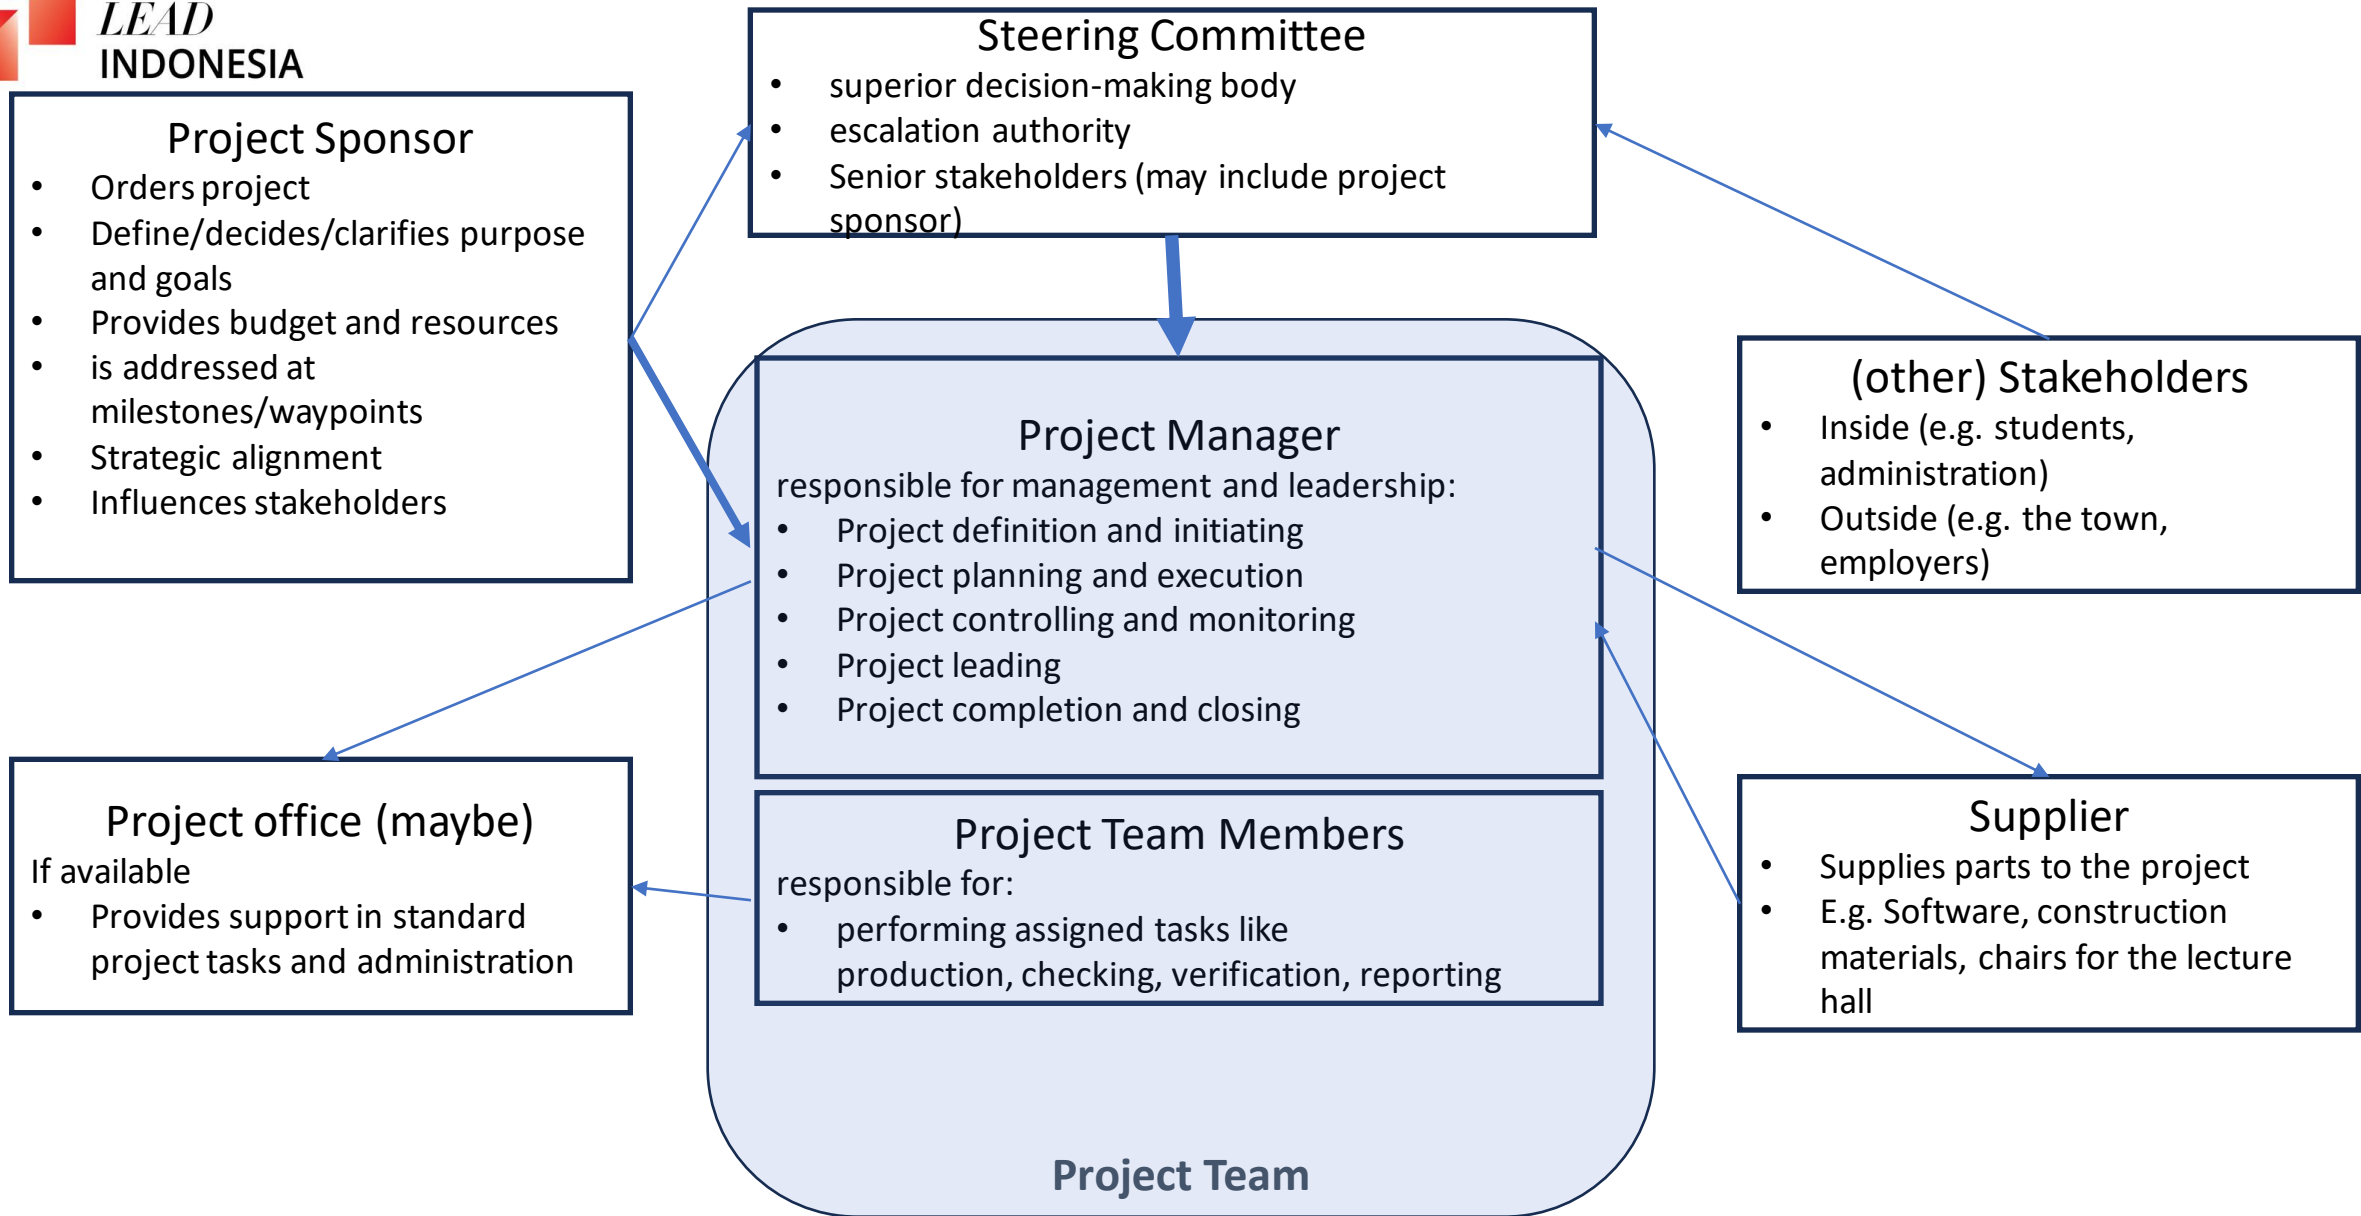 LEAD
INDONESIA
Steering Committee
• superior decision-making body
• escalation authority
• Senior stakeholders (may include project
sponsor)
Project Sponsor
• Orders project
• Define/decides/clarifies purpose
and goals
• Provides budget and resources
• is addressed at
milestones/waypoints
• Strategic alignment
• Influences stakeholders
Project Manager
responsible for management and leadership:
• Project definition and initiating
• Project planning and execution
• Project controlling and monitoring
• Project leading
• Project completion and closing
(other) Stakeholders
• Inside (e.g. students,
administration)
• Outside (e.g. the town,
employers)
Project office (maybe)
If available
• Provides support in standard
project tasks and administration
Project Team Members
responsible for:
• performing assigned tasks like
production, checking, verification, reporting
Supplier
• Supplies parts to the project
• E.g. Software, construction
materials, chairs for the lecture
hall
Project Team